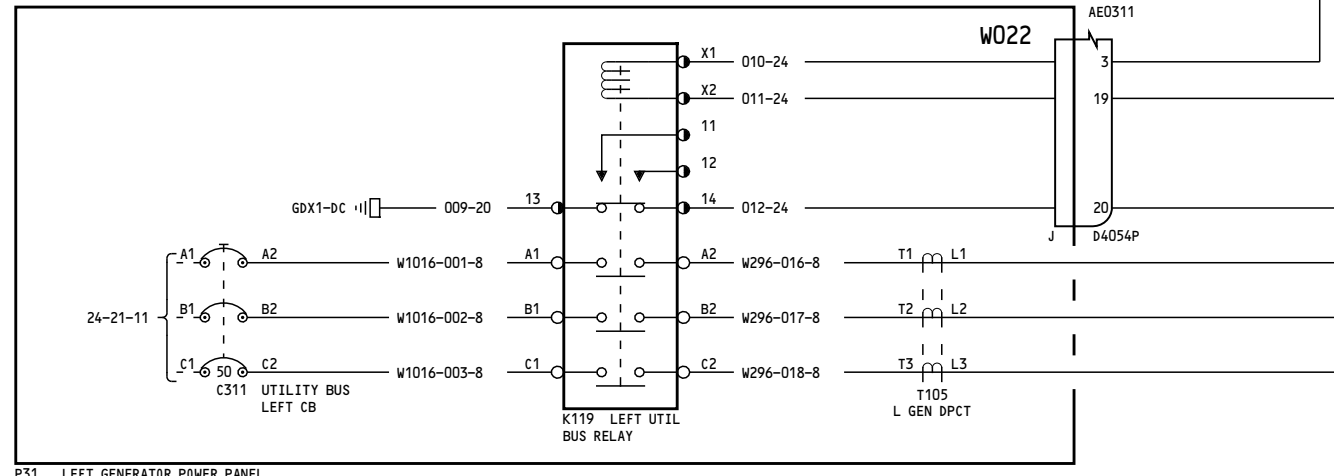 AE0311
W022
X1 010-24 3
X2 011-24 19
11
12
GDX1-DC 009-20 13 14 012-24 20
J D4054P
A1 A2 W1016-001-8 A1 A2 W296-016-8 T1 L1
24-21-11 B1 B2 W1016-002-8 B1 B2 W296-017-8 T2 L2
C1 50 C2 W1016-003-8 C1 C2 W296-018-8 T3 L3
C311 UTILITY BUS
LEFT CB
T105
L GEN DPCT
K119 LEFT UTIL
BUS RELAY
P31 LEFT GENERATOR POWER PANEL